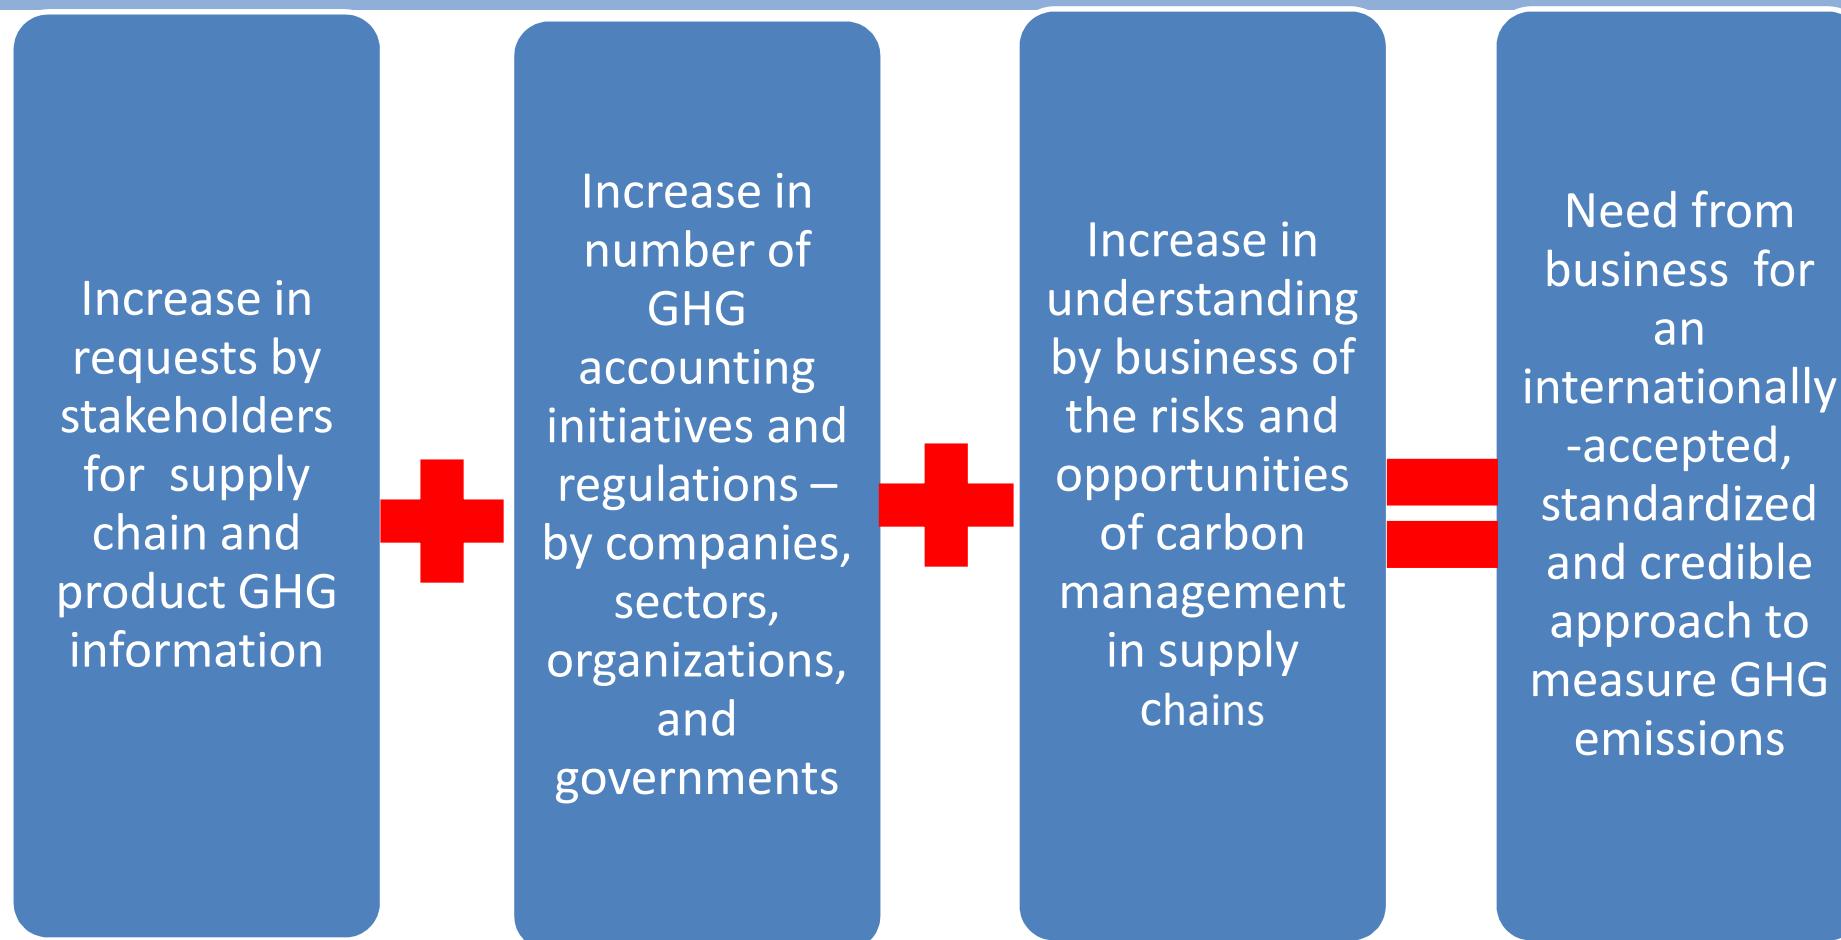 Increase in
requests by
stakeholders
for  supply
chain and
product GHG
information
Increase in
number of
GHG
accounting
initiatives and
regulations –
by companies,
sectors,
organizations,
and
governments
Increase in
understanding
by business of
the risks and
opportunities
of carbon
management
in supply
chains
Need from
business  for
an
internationally
-accepted,
standardized
and credible
approach to
measure GHG
emissions